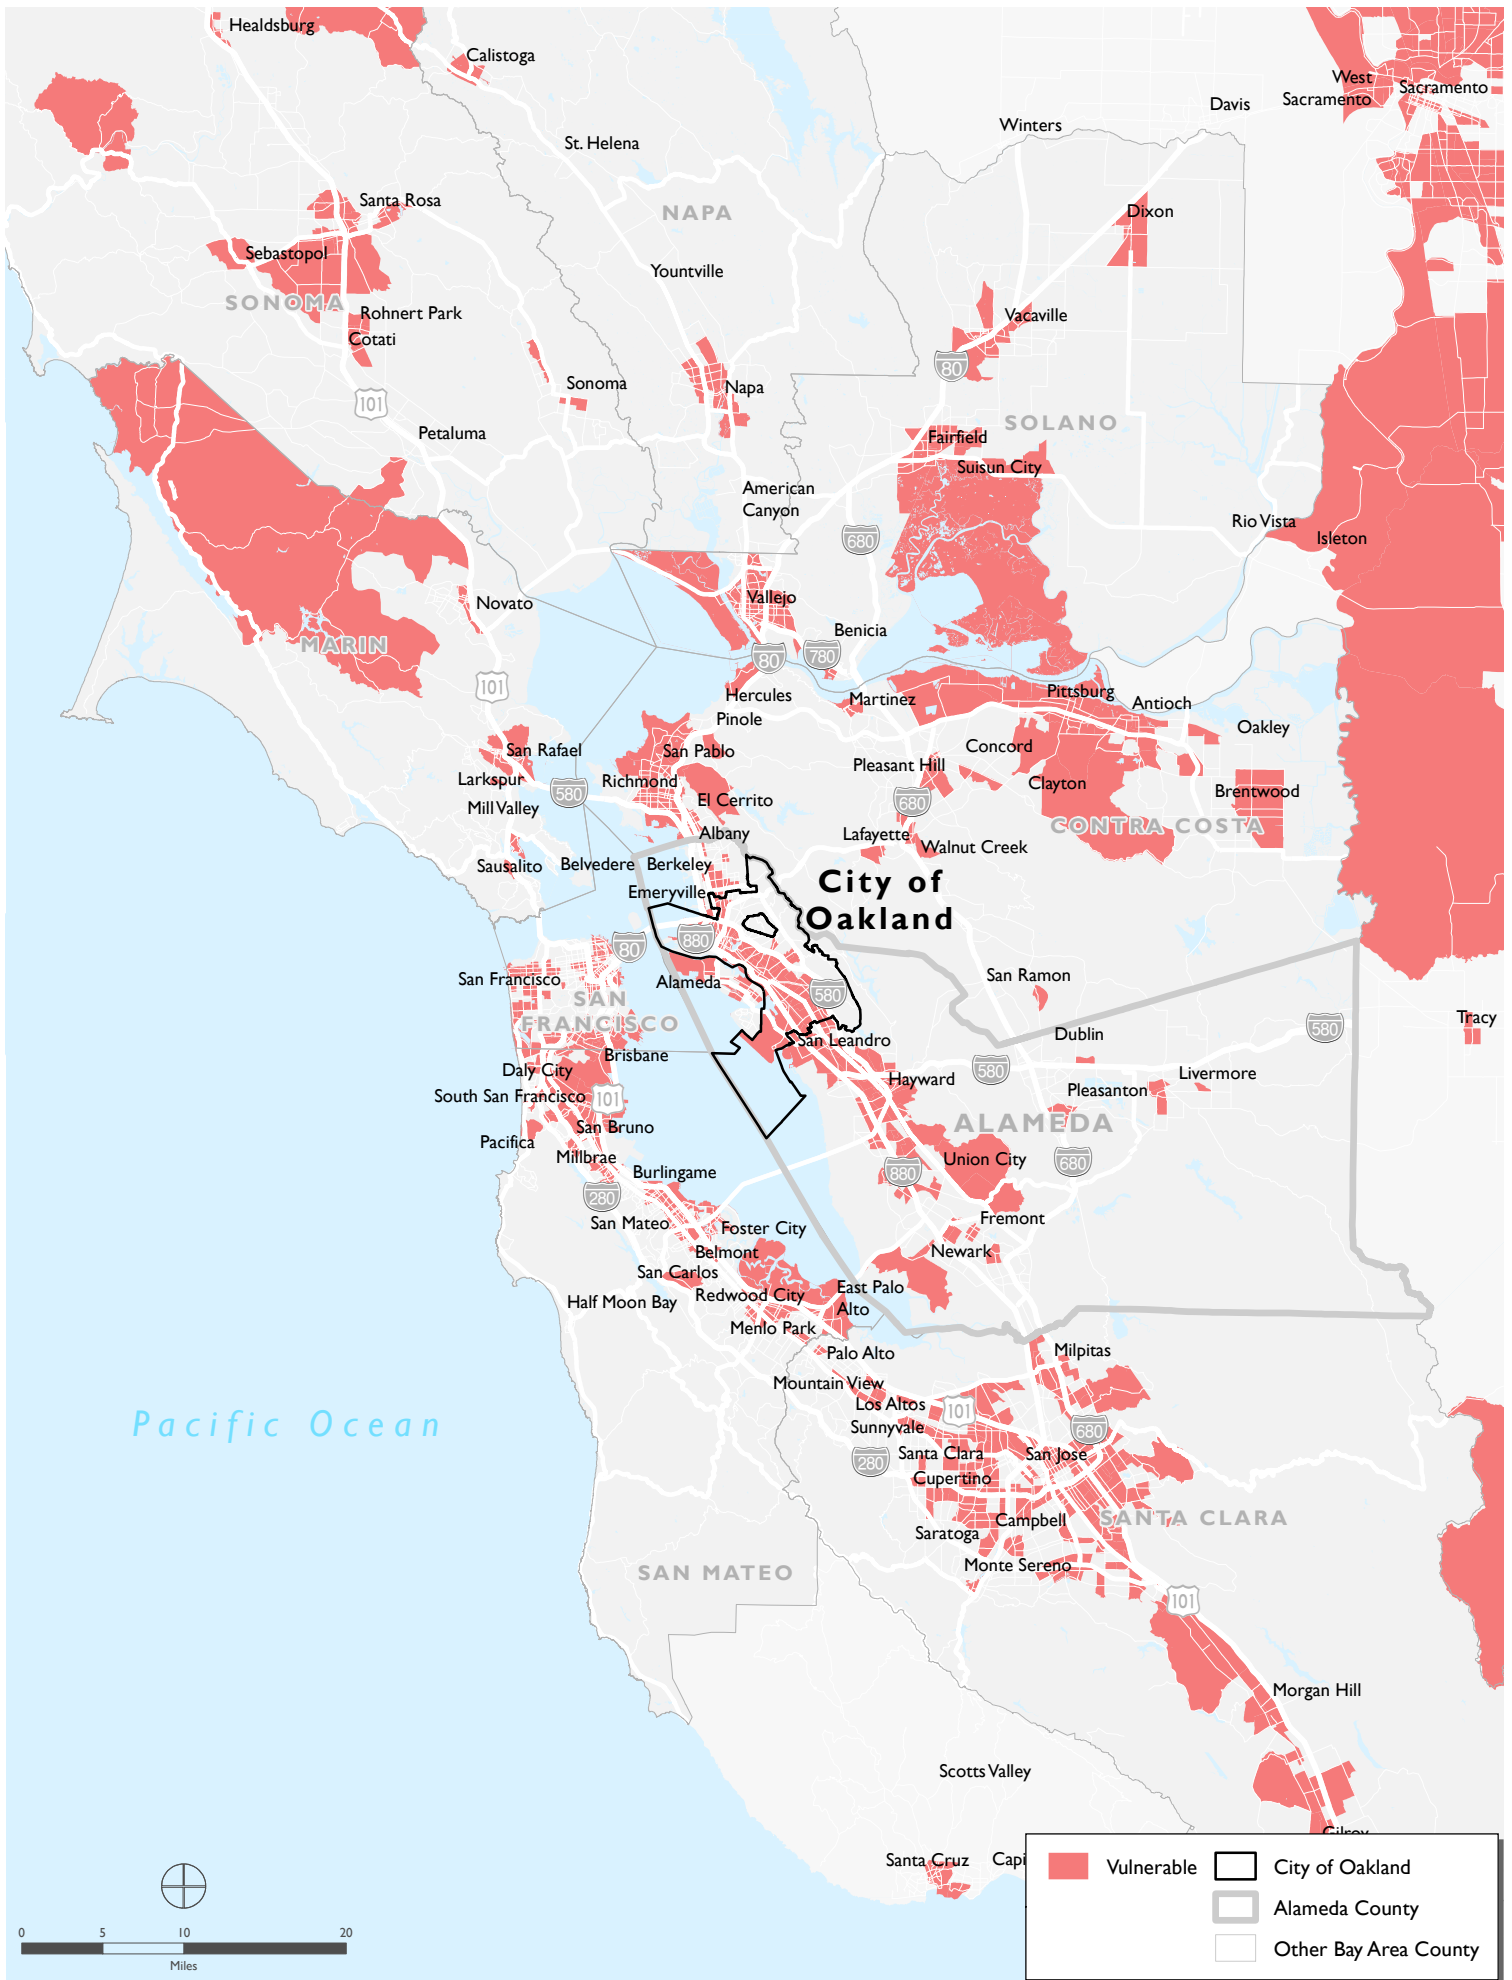 Healdsburg
Calistoga
West
Sacramento
Sacramento
Davis
Winters
St. Helena
Santa Rosa
NAPA
Dixon
Sebastopol
Yountville
SONOMA
Rohnert Park
Vacaville
Cotati
80
Sonoma
Napa
101
SOLANO
Petaluma
Fairfield
Suisun City
American
Canyon
Rio Vista
680
Isleton
Vallejo
Novato
Benicia
MARIN
80
780
101
Hercules
Martinez
Pittsburg
Antioch
Pinole
Oakley
San Rafael
San Pablo
Concord
Pleasant Hill
Larkspur
Richmond
Clayton
580
Brentwood
Mill Valley
El Cerrito
680
CONTRA COSTA
Albany
Lafayette
Walnut Creek
Sausalito
Belvedere
Berkeley
City of
Oakland
Emeryville
880
80
San Francisco
Alameda
San Ramon
580
SAN
FRANCISCO
Tracy
580
Dublin
San Leandro
Brisbane
Daly City
580
Hayward
Livermore
Pleasanton
South San Francisco
101
ALAMEDA
San Bruno
Pacifica
Millbrae
Union City
680
880
Burlingame
280
Fremont
San Mateo
Foster City
Newark
Belmont
San Carlos
East Palo
Alto
Redwood City
Half Moon Bay
Menlo Park
Palo Alto
Milpitas
Mountain View
Los Altos
101
Pacific Ocean
Sunnyvale
680
Santa Clara
San Jose
280
Cupertino
Campbell
SANTA CLARA
Saratoga
Monte Sereno
SAN MATEO
101
Morgan Hill
Scotts Valley
Gilroy
Santa Cruz
Capi
Vulnerable
City of Oakland
Alameda County
Other Bay Area County
0 5 10 20
Miles